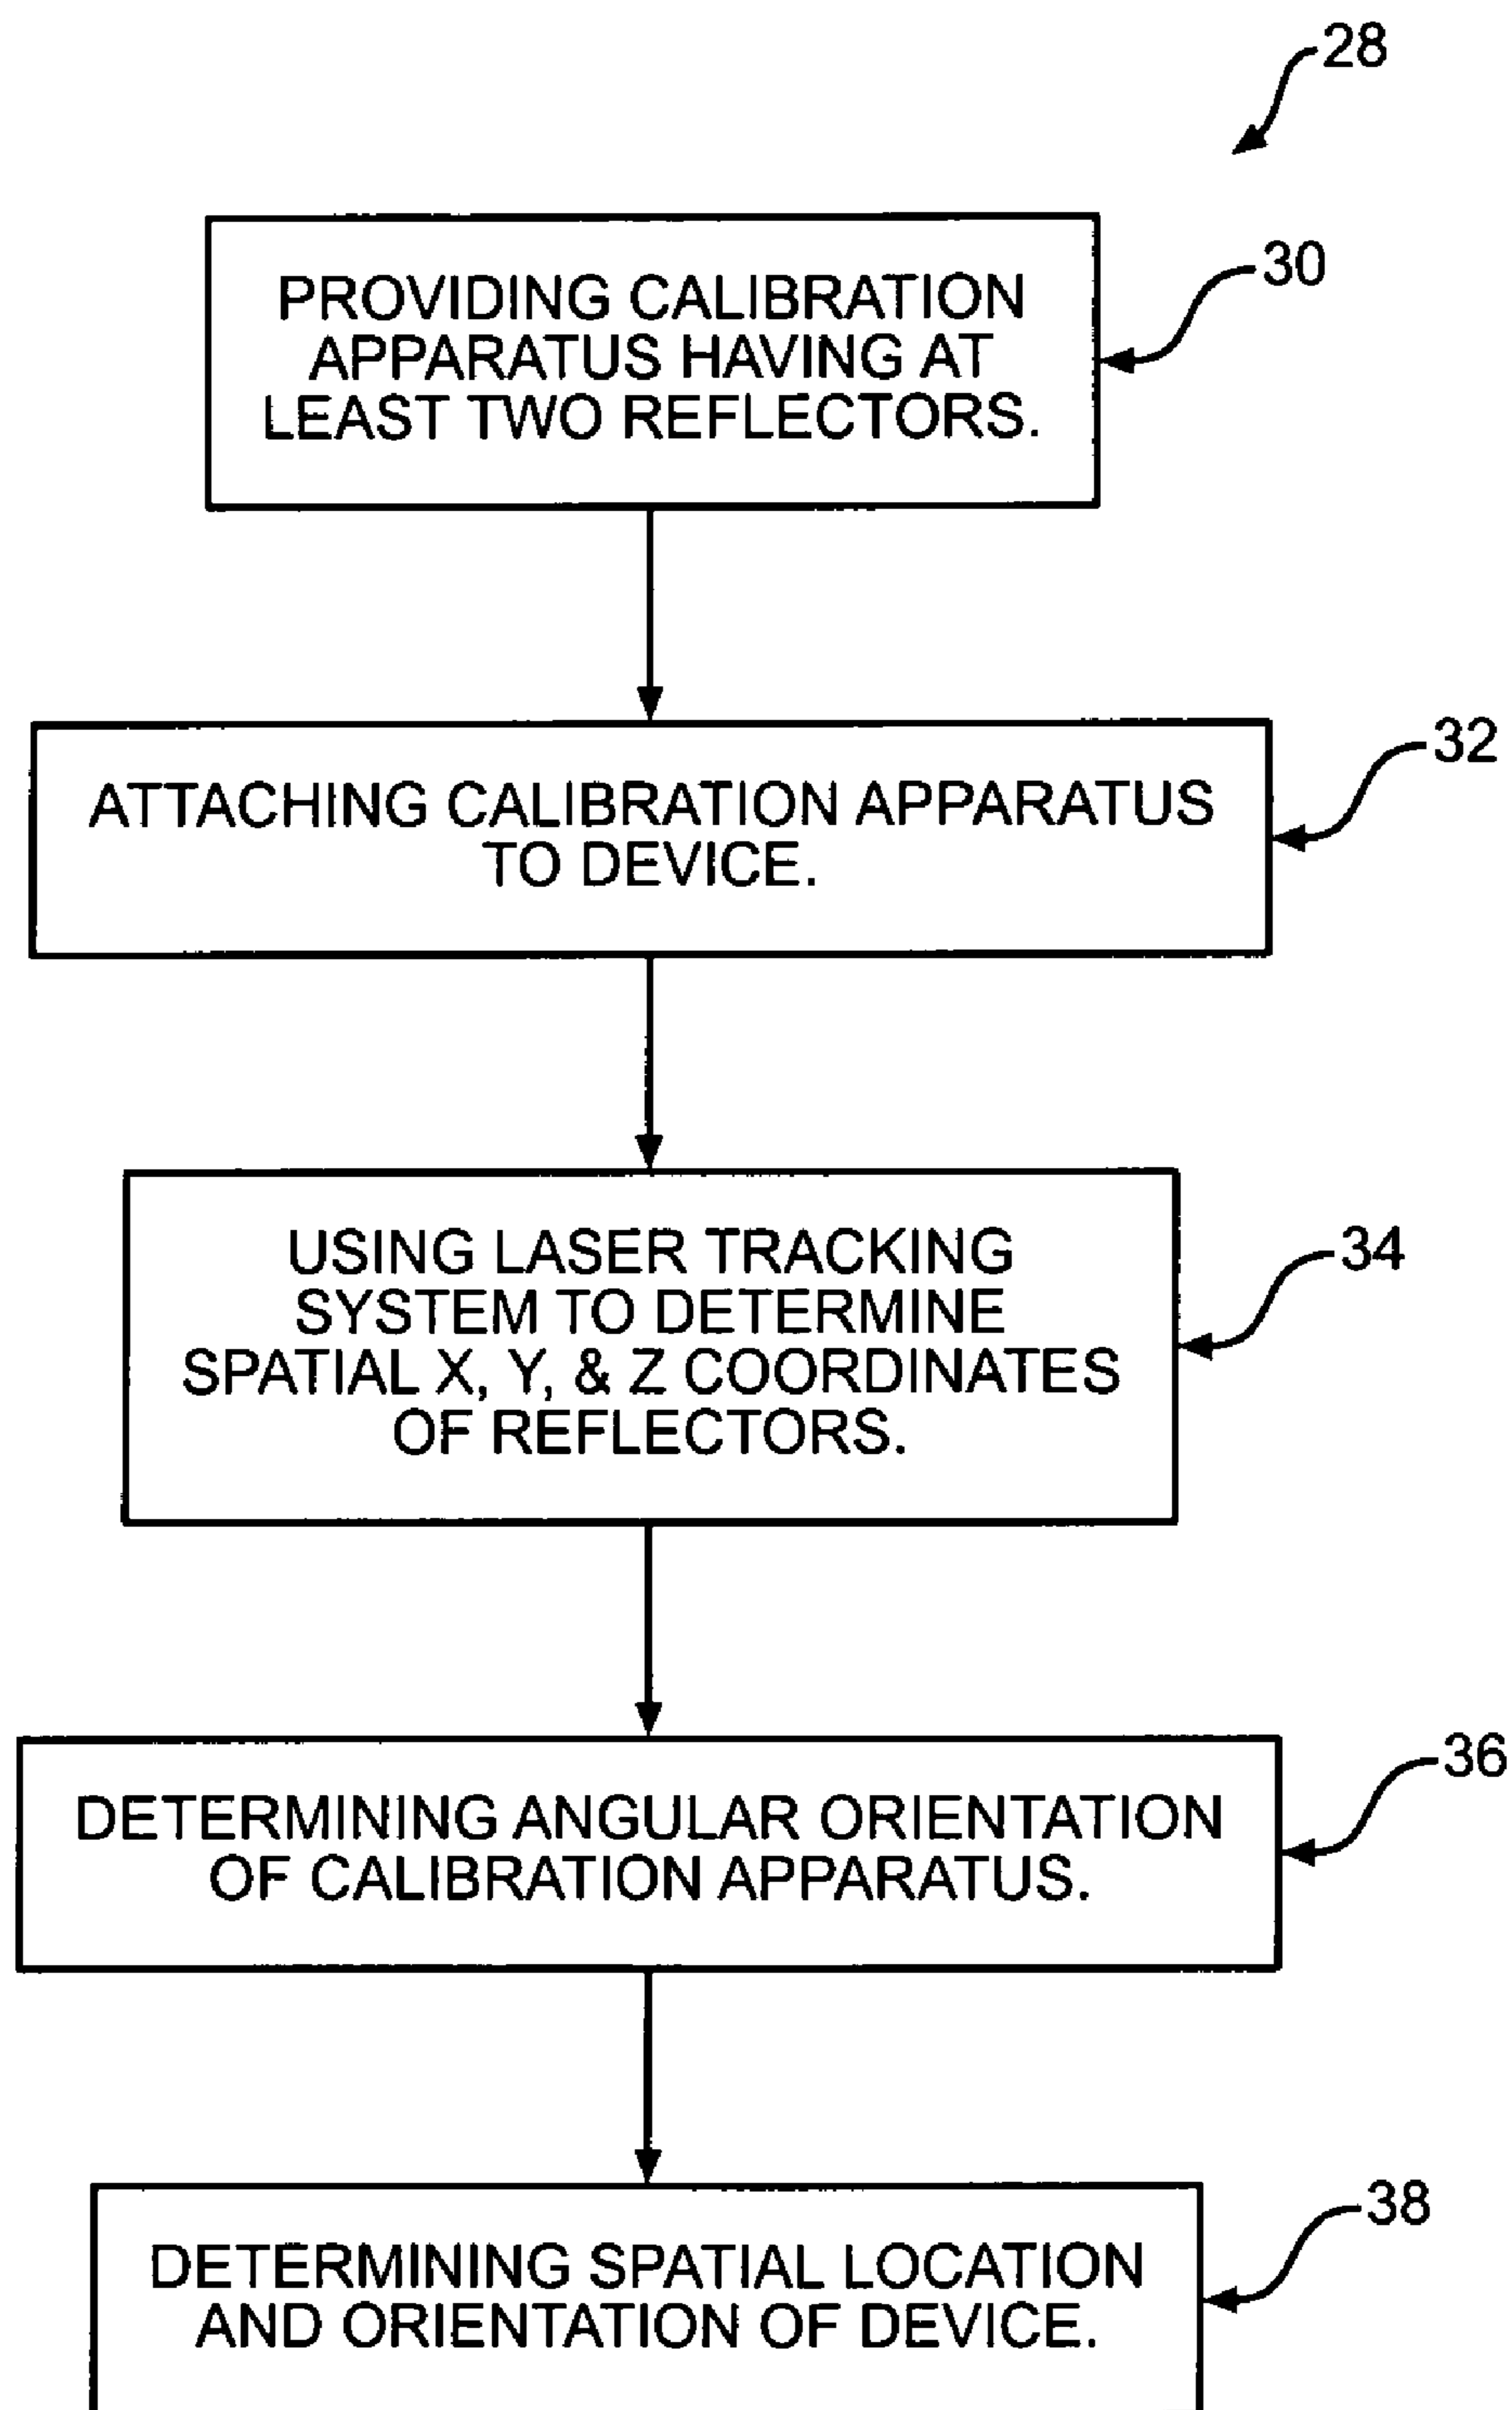 28
30
PROVIDING CALIBRATION
APPARATUS HAVING AT
LEAST TWO REFLECTORS.
32
ATTACHING CALIBRATION APPARATUS
TO DEVICE.
34
USING LASER TRACKING
SYSTEM TO DETERMINE
SPATIAL X, Y, & Z COORDINATES
OF REFLECTORS.
36
DETERMINING ANGULAR ORIENTATION
OF CALIBRATION APPARATUS.
38
DETERMINING SPATIAL LOCATION
AND ORIENTATION OF DEVICE.